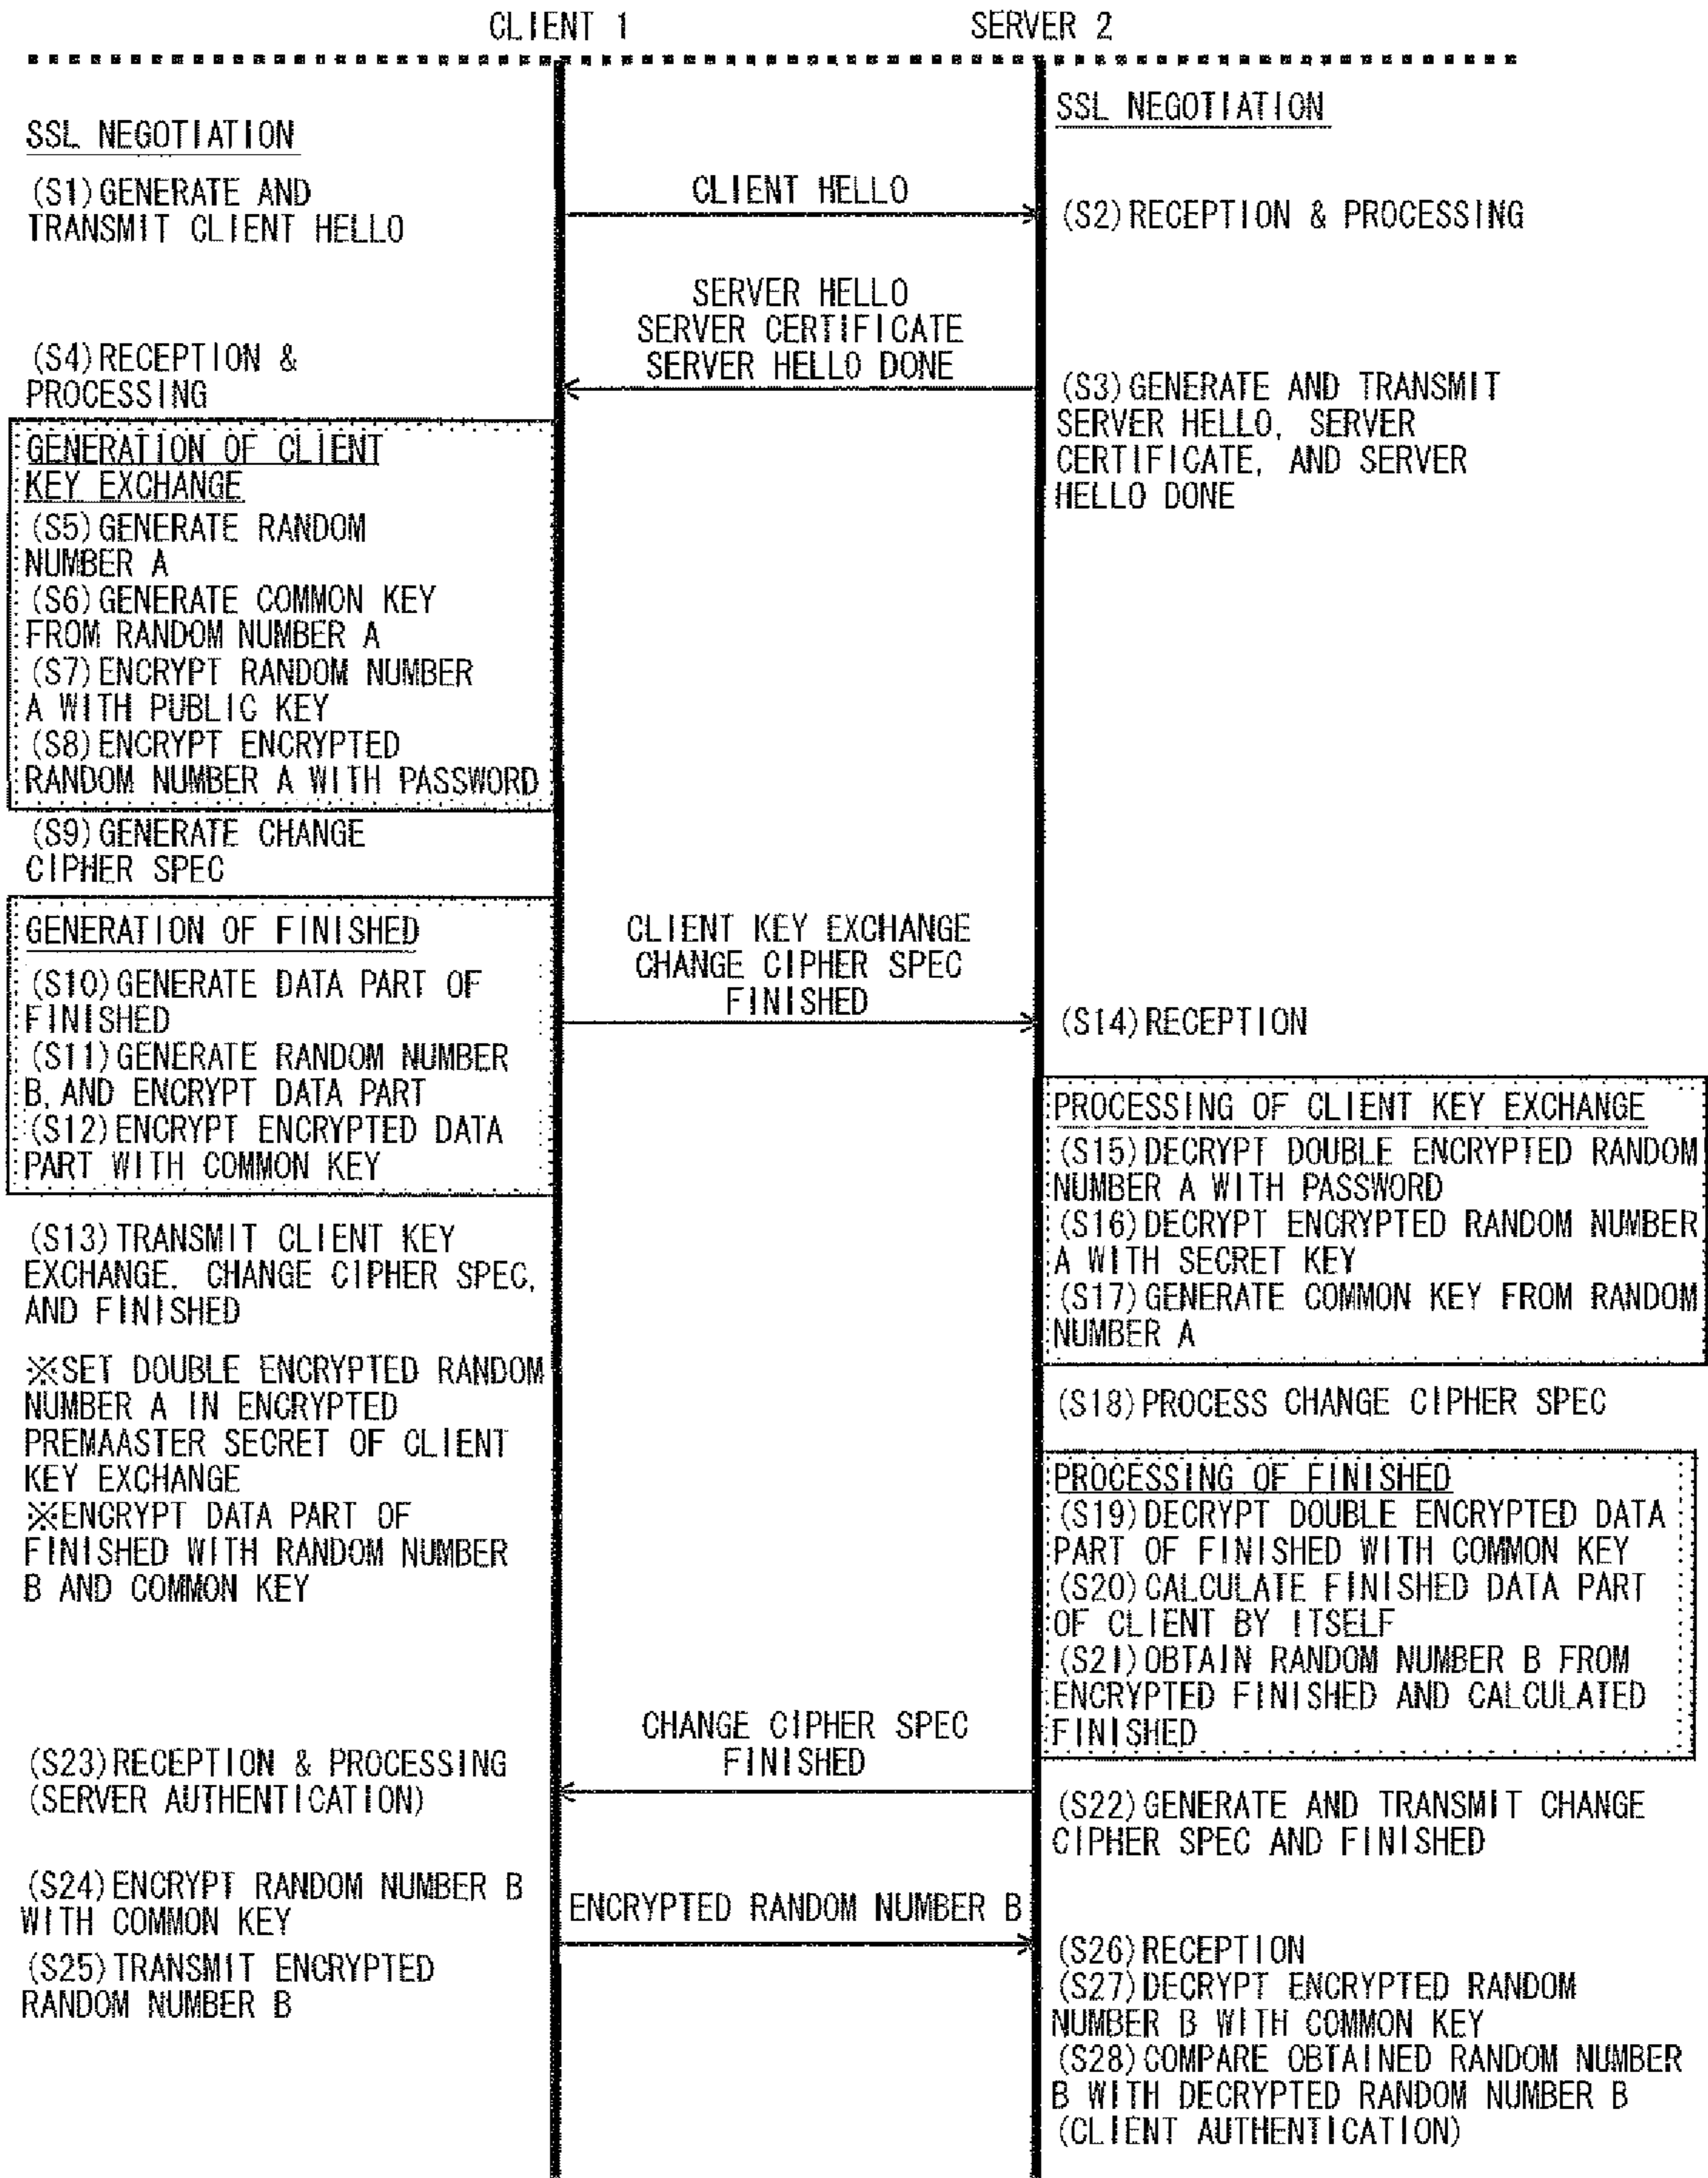 CLIENT 1
SERVER 2
SSL NEGOTIATION
SSL NEGOTIATION
(S1)GENERATE AND
TRANSMIT CLIENT HELLO
CLIENT HELLO
(S2)RECEPTION & PROCESSING
SERVER HELLO
SERVER CERTIFICATE
SERVER HELLO DONE
(S4)RECEPTION &
PROCESSING
(S3)GENERATE AND TRANSMIT
SERVER HELLO, SERVER
CERTIFICATE, AND SERVER
HELLO DONE
GENERATION OF CLIENT
KEY EXCHANGE
(S5)GENERATE RANDOM
NUMBER A
(S6)GENERATE COMMON KEY
FROM RANDOM NUMBER A
(S7)ENCRYPT RANDOM NUMBER
A WITH PUBLIC KEY
(S8)ENCRYPT ENCRYPTED
RANDOM NUMBER A WITH PASSWORD
(S9)GENERATE CHANGE
CIPHER SPEC
GENERATION OF FINISHED
(S10)GENERATE DATA PART OF
FINISHED
(S11)GENERATE RANDOM NUMBER
B, AND ENCRYPT DATA PART
(S12)ENCRYPT ENCRYPTED DATA
PART WITH COMMON KEY
CLIENT KEY EXCHANGE
CHANGE CIPHER SPEC
FINISHED
(S14)RECEPTION
PROCESSING OF CLIENT KEY EXCHANGE
(S15)DECRYPT DOUBLE ENCRYPTED RANDOM
NUMBER A WITH PASSWORD
(S16)DECRYPT ENCRYPTED RANDOM NUMBER
A WITH SECRET KEY
(S17)GENERATE COMMON KEY FROM RANDOM
NUMBER A
(S13)TRANSMIT CLIENT KEY
EXCHANGE. CHANGE CIPHER SPEC,
AND FINISHED
※SET DOUBLE ENCRYPTED RANDOM
NUMBER A IN ENCRYPTED
PREMAASTER SECRET OF CLIENT
KEY EXCHANGE
※ENCRYPT DATA PART OF
FINISHED WITH RANDOM NUMBER
B AND COMMON KEY
(S18)PROCESS CHANGE CIPHER SPEC
PROCESSING OF FINISHED
(S19)DECRYPT DOUBLE ENCRYPTED DATA
PART OF FINISHED WITH COMMON KEY
(S20)CALCULATE FINISHED DATA PART
OF CLIENT BY ITSELF
(S21)OBTAIN RANDOM NUMBER B FROM
ENCRYPTED FINISHED AND CALCULATED
FINISHED
CHANGE CIPHER SPEC
FINISHED
(S23)RECEPTION & PROCESSING
(SERVER AUTHENTICATION)
(S22)GENERATE AND TRANSMIT CHANGE
CIPHER SPEC AND FINISHED
(S24)ENCRYPT RANDOM NUMBER B
WITH COMMON KEY
(S25)TRANSMIT ENCRYPTED
RANDOM NUMBER B
ENCRYPTED RANDOM NUMBER B
(S26)RECEPTION
(S27)DECRYPT ENCRYPTED RANDOM
NUMBER B WITH COMMON KEY
(S28)COMPARE OBTAINED RANDOM NUMBER
B WITH DECRYPTED RANDOM NUMBER B
(CLIENT AUTHENTICATION)